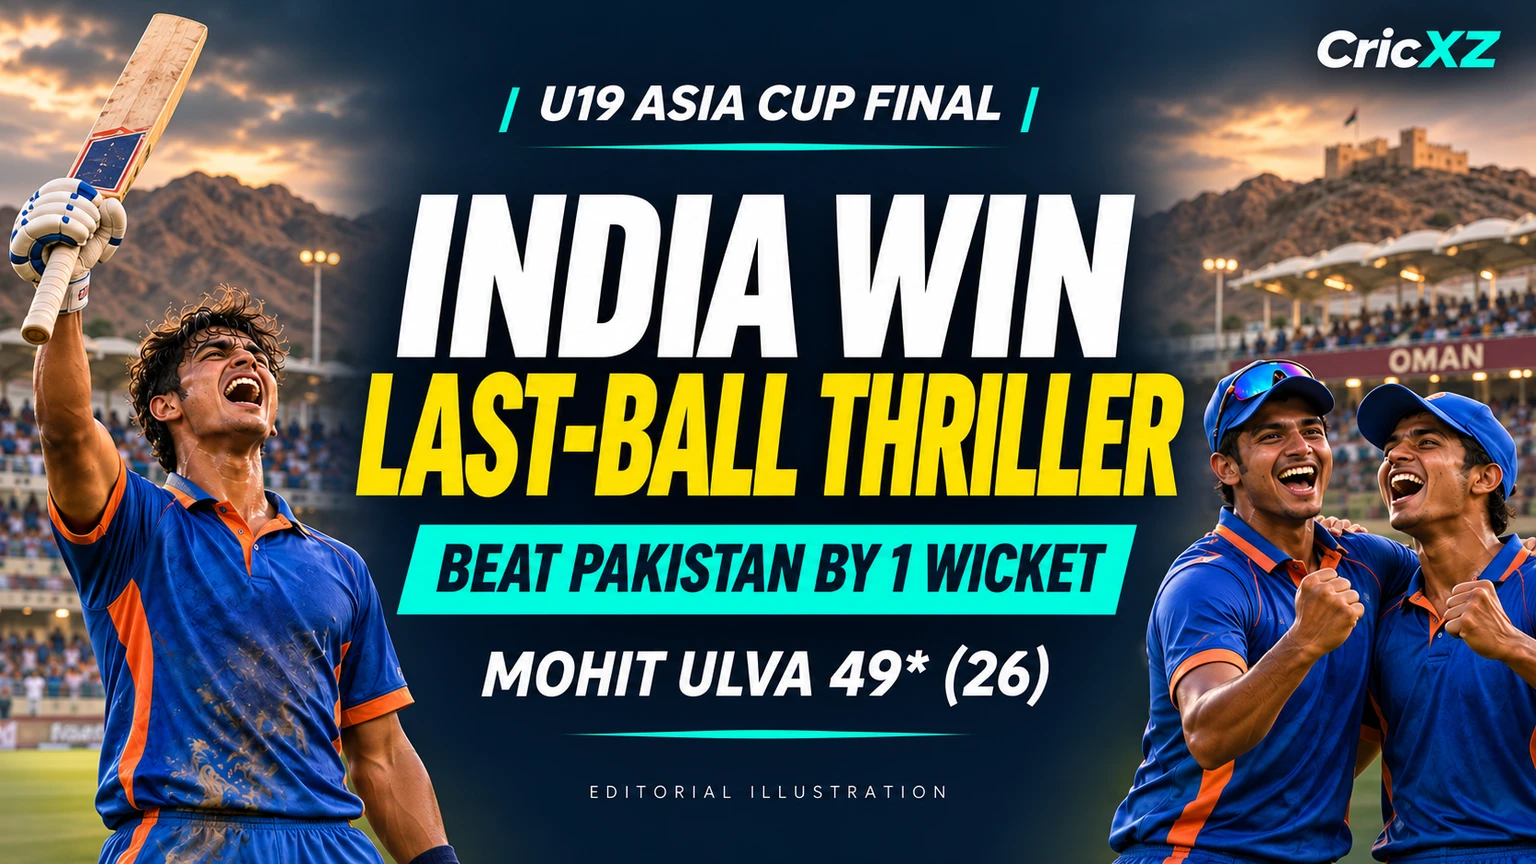 CricXZ
/ U19 ASIA CUP FINAL /
INDIA WIN
LAST-BALL THRILLER
OMAN
BEAT PAKISTAN BY 1 WICKET
MOHIT ULVA 49* (26)
EDITORIAL ILLUSTRATION